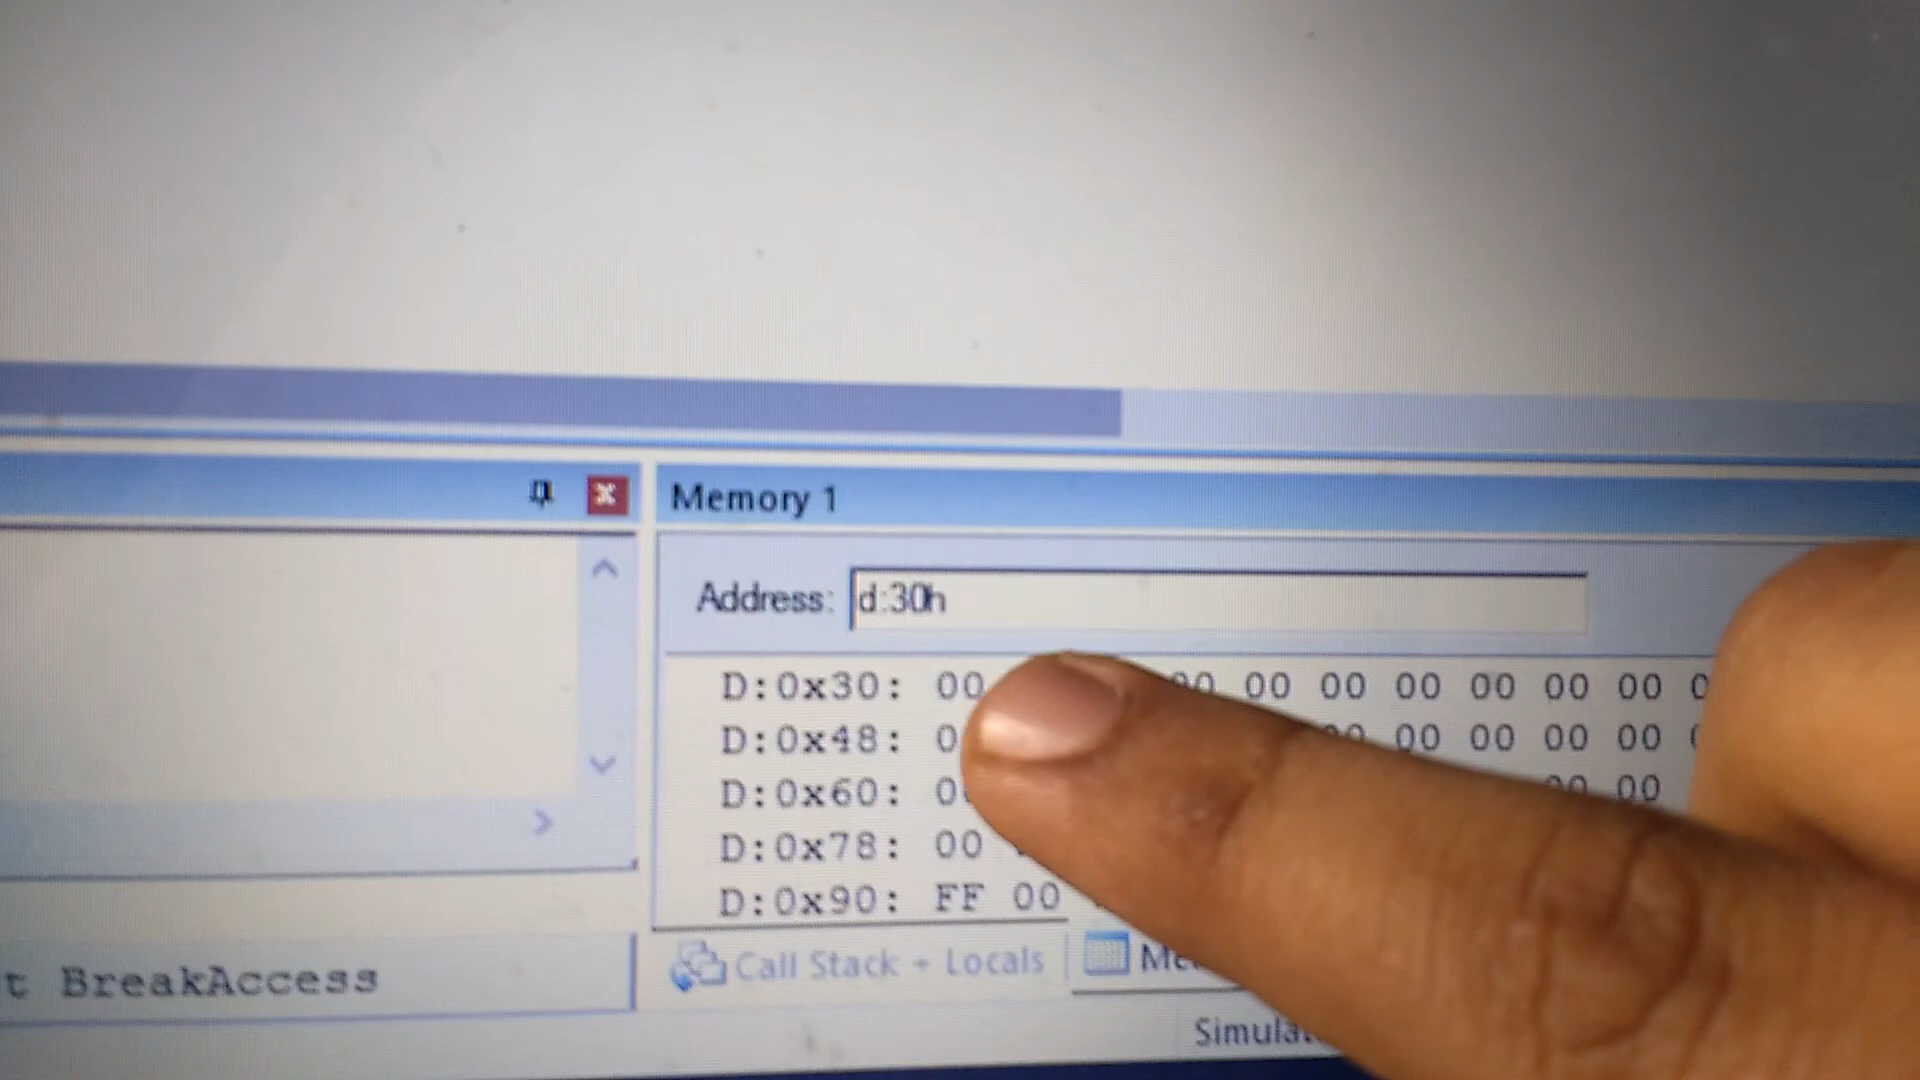 Memory 1
Address: d:30h
D:0x30: 00 00 00 00 00 00 00 00
D:0x48: 00 00 00 00
D:0x60: 00 00
D:0x78: 00
D:0x90: FF 00
Call Stack + Locals
t BreakAccess